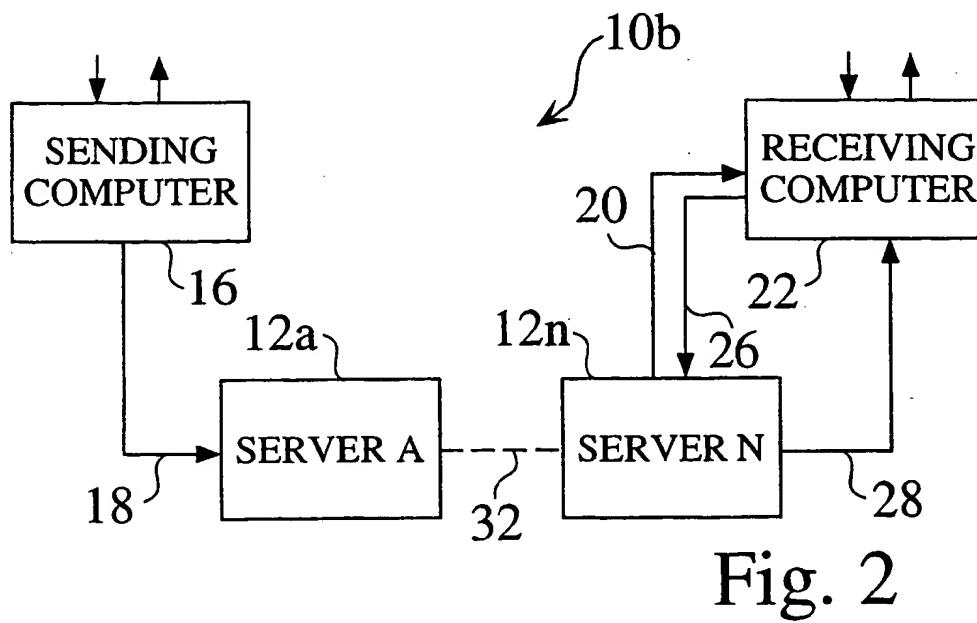 10b
SENDING
COMPUTER
RECEIVING
COMPUTER
16
20
22
12a
12n
26
SERVER A
SERVER N
18
32
28
Fig. 2